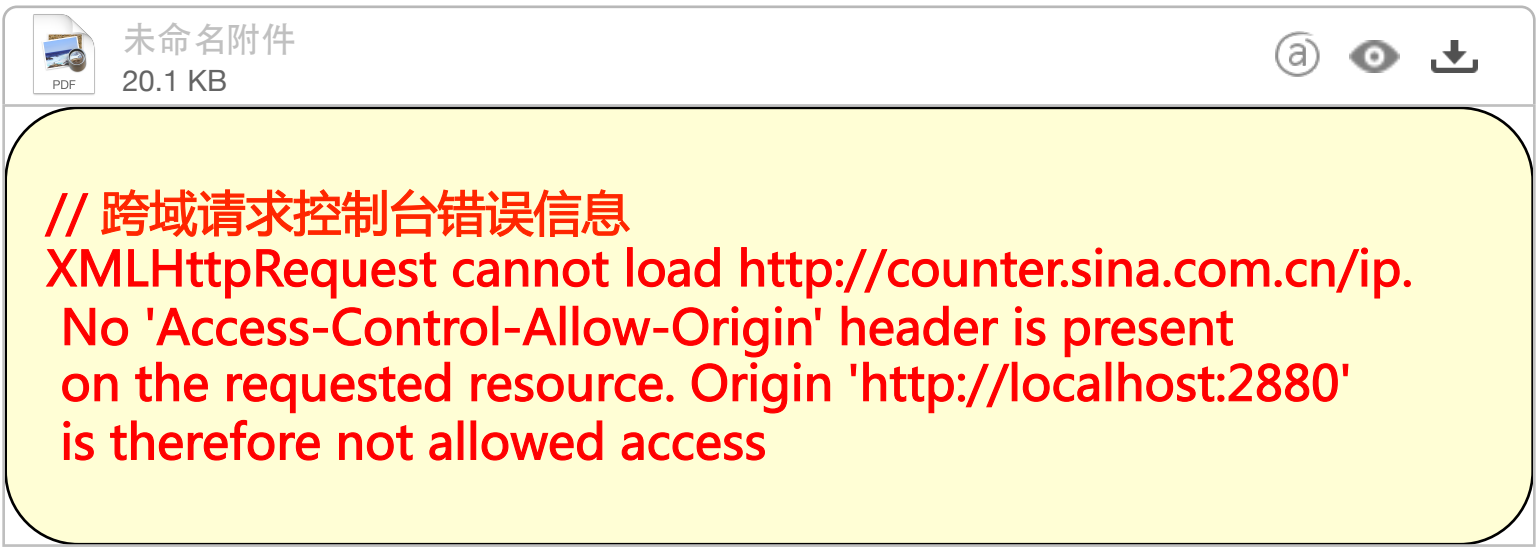 未命名附件
PDF
20.1 KB
// 跨域请求控制台错误信息
XMLHttpRequest cannot load http://counter.sina.com.cn/ip.
No 'Access-Control-Allow-Origin' header is present
on the requested resource. Origin 'http://localhost:2880'
is therefore not allowed access